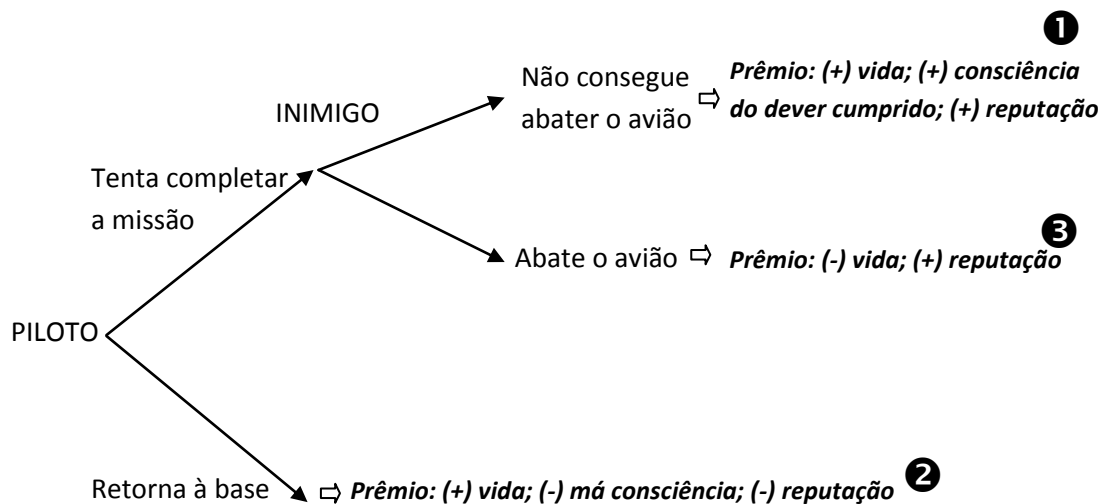 ❶
Não consegue
abater o avião
⇨
Prêmio: (+) vida; (+) consciência
do dever cumprido; (+) reputação
INIMIGO
Tenta completar
a missão
❸
Abate o avião ⇨ Prêmio: (-) vida; (+) reputação
PILOTO
Retorna à base ⇨ Prêmio: (+) vida; (-) má consciência; (-) reputação ❷